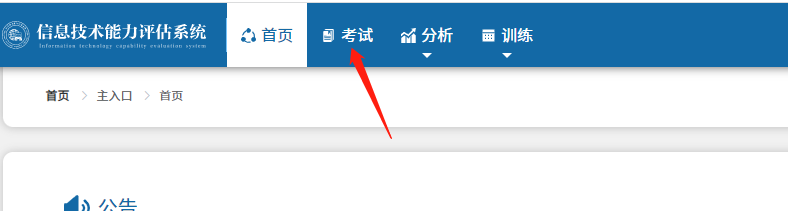 信息技术能力评估系统
Information technology capability evaluation system
首页
考试
分析
训练
首页 > 主入口 > 首页
公告